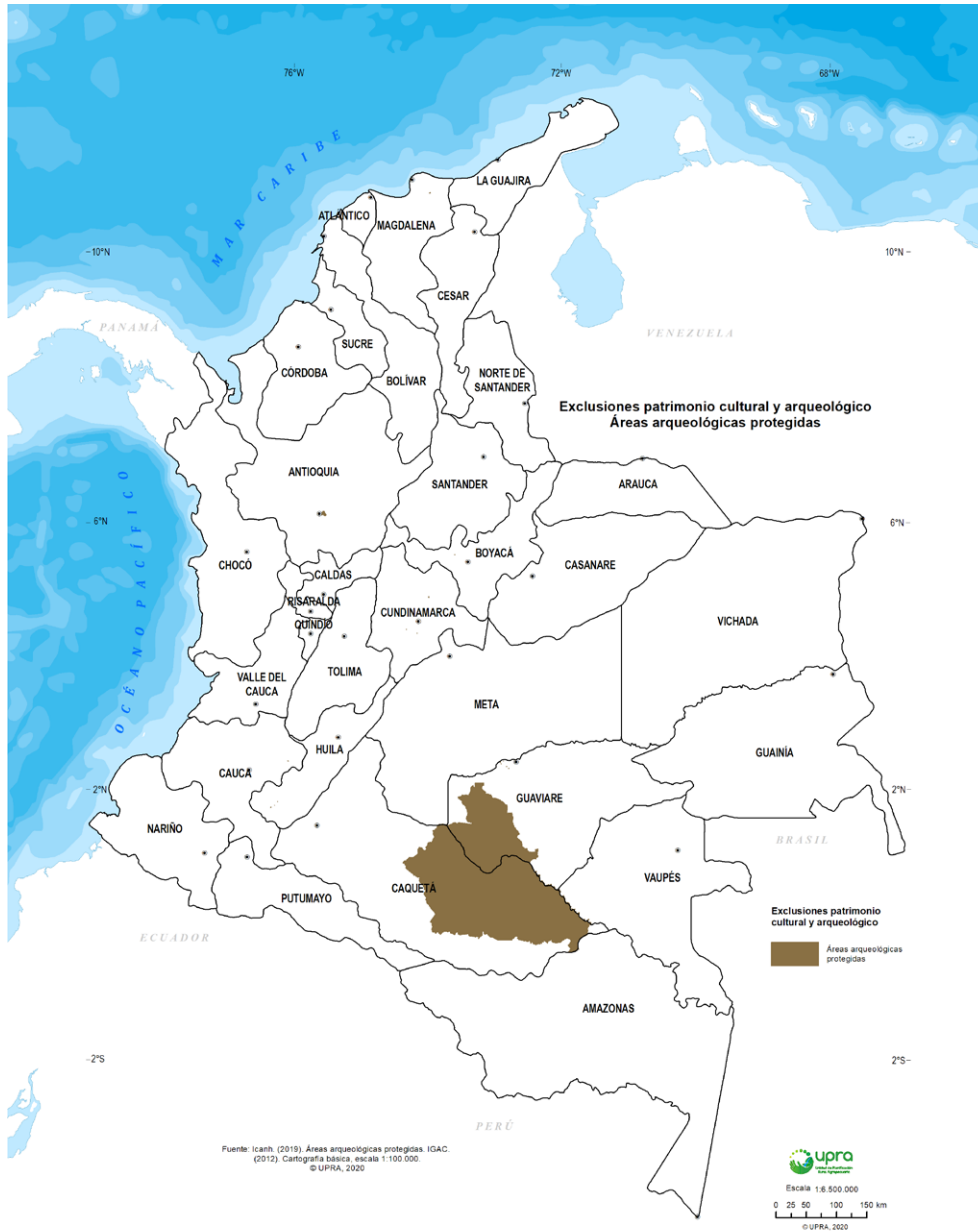 76°W
72°W
68°W
MAR CARIBE
LA GUAJIRA
ATLÁNTICO
MAGDALENA
10°N
10°N
CESAR
PANAMÁ
VENEZUELA
SUCRE
CÓRDOBA
BOLÍVAR
NORTE DE
SANTANDER
Exclusiones patrimonio cultural y arqueológico
Áreas arqueológicas protegidas
ANTIOQUIA
SANTANDER
ARAUCA
6°N
6°N
OCÉANO PACÍFICO
CHOCÓ
BOYACÁ
CASANARE
CALDAS
RISARALDA
CUNDINAMARCA
QUINDÍO
VICHADA
VALLE DEL
CAUCA
TOLIMA
META
HUILA
GUAINÍA
CAUCA
2°N
2°N
GUAVIARE
NARIÑO
BRASIL
VAUPÉS
CAQUETÁ
PUTUMAYO
ECUADOR
Exclusiones patrimonio
cultural y arqueológico
Áreas arqueológicas
protegidas
AMAZONAS
2°S
2°S
PERÚ
Fuente: Icanh. (2019). Áreas arqueológicas protegidas. IGAC.
(2012). Cartografía básica, escala 1:100.000.
© UPRA, 2020
upra
Escala 1:6.500.000
0 25 50 100 150 km
© UPRA, 2020